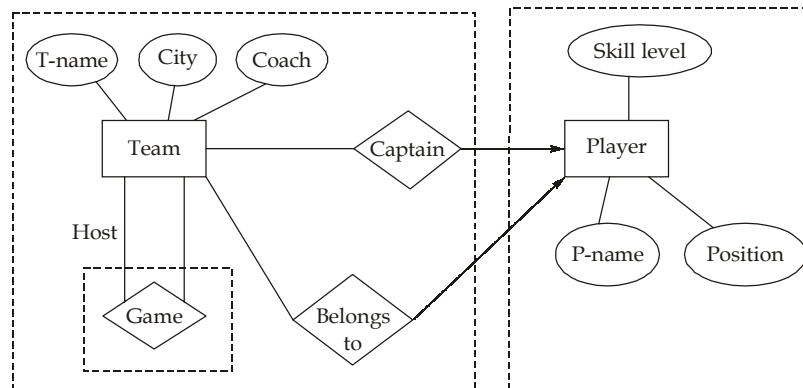 Skill level
T-name
City
Coach
Team
Captain
Player
Host
P-name
Position
Game
Belongs
to